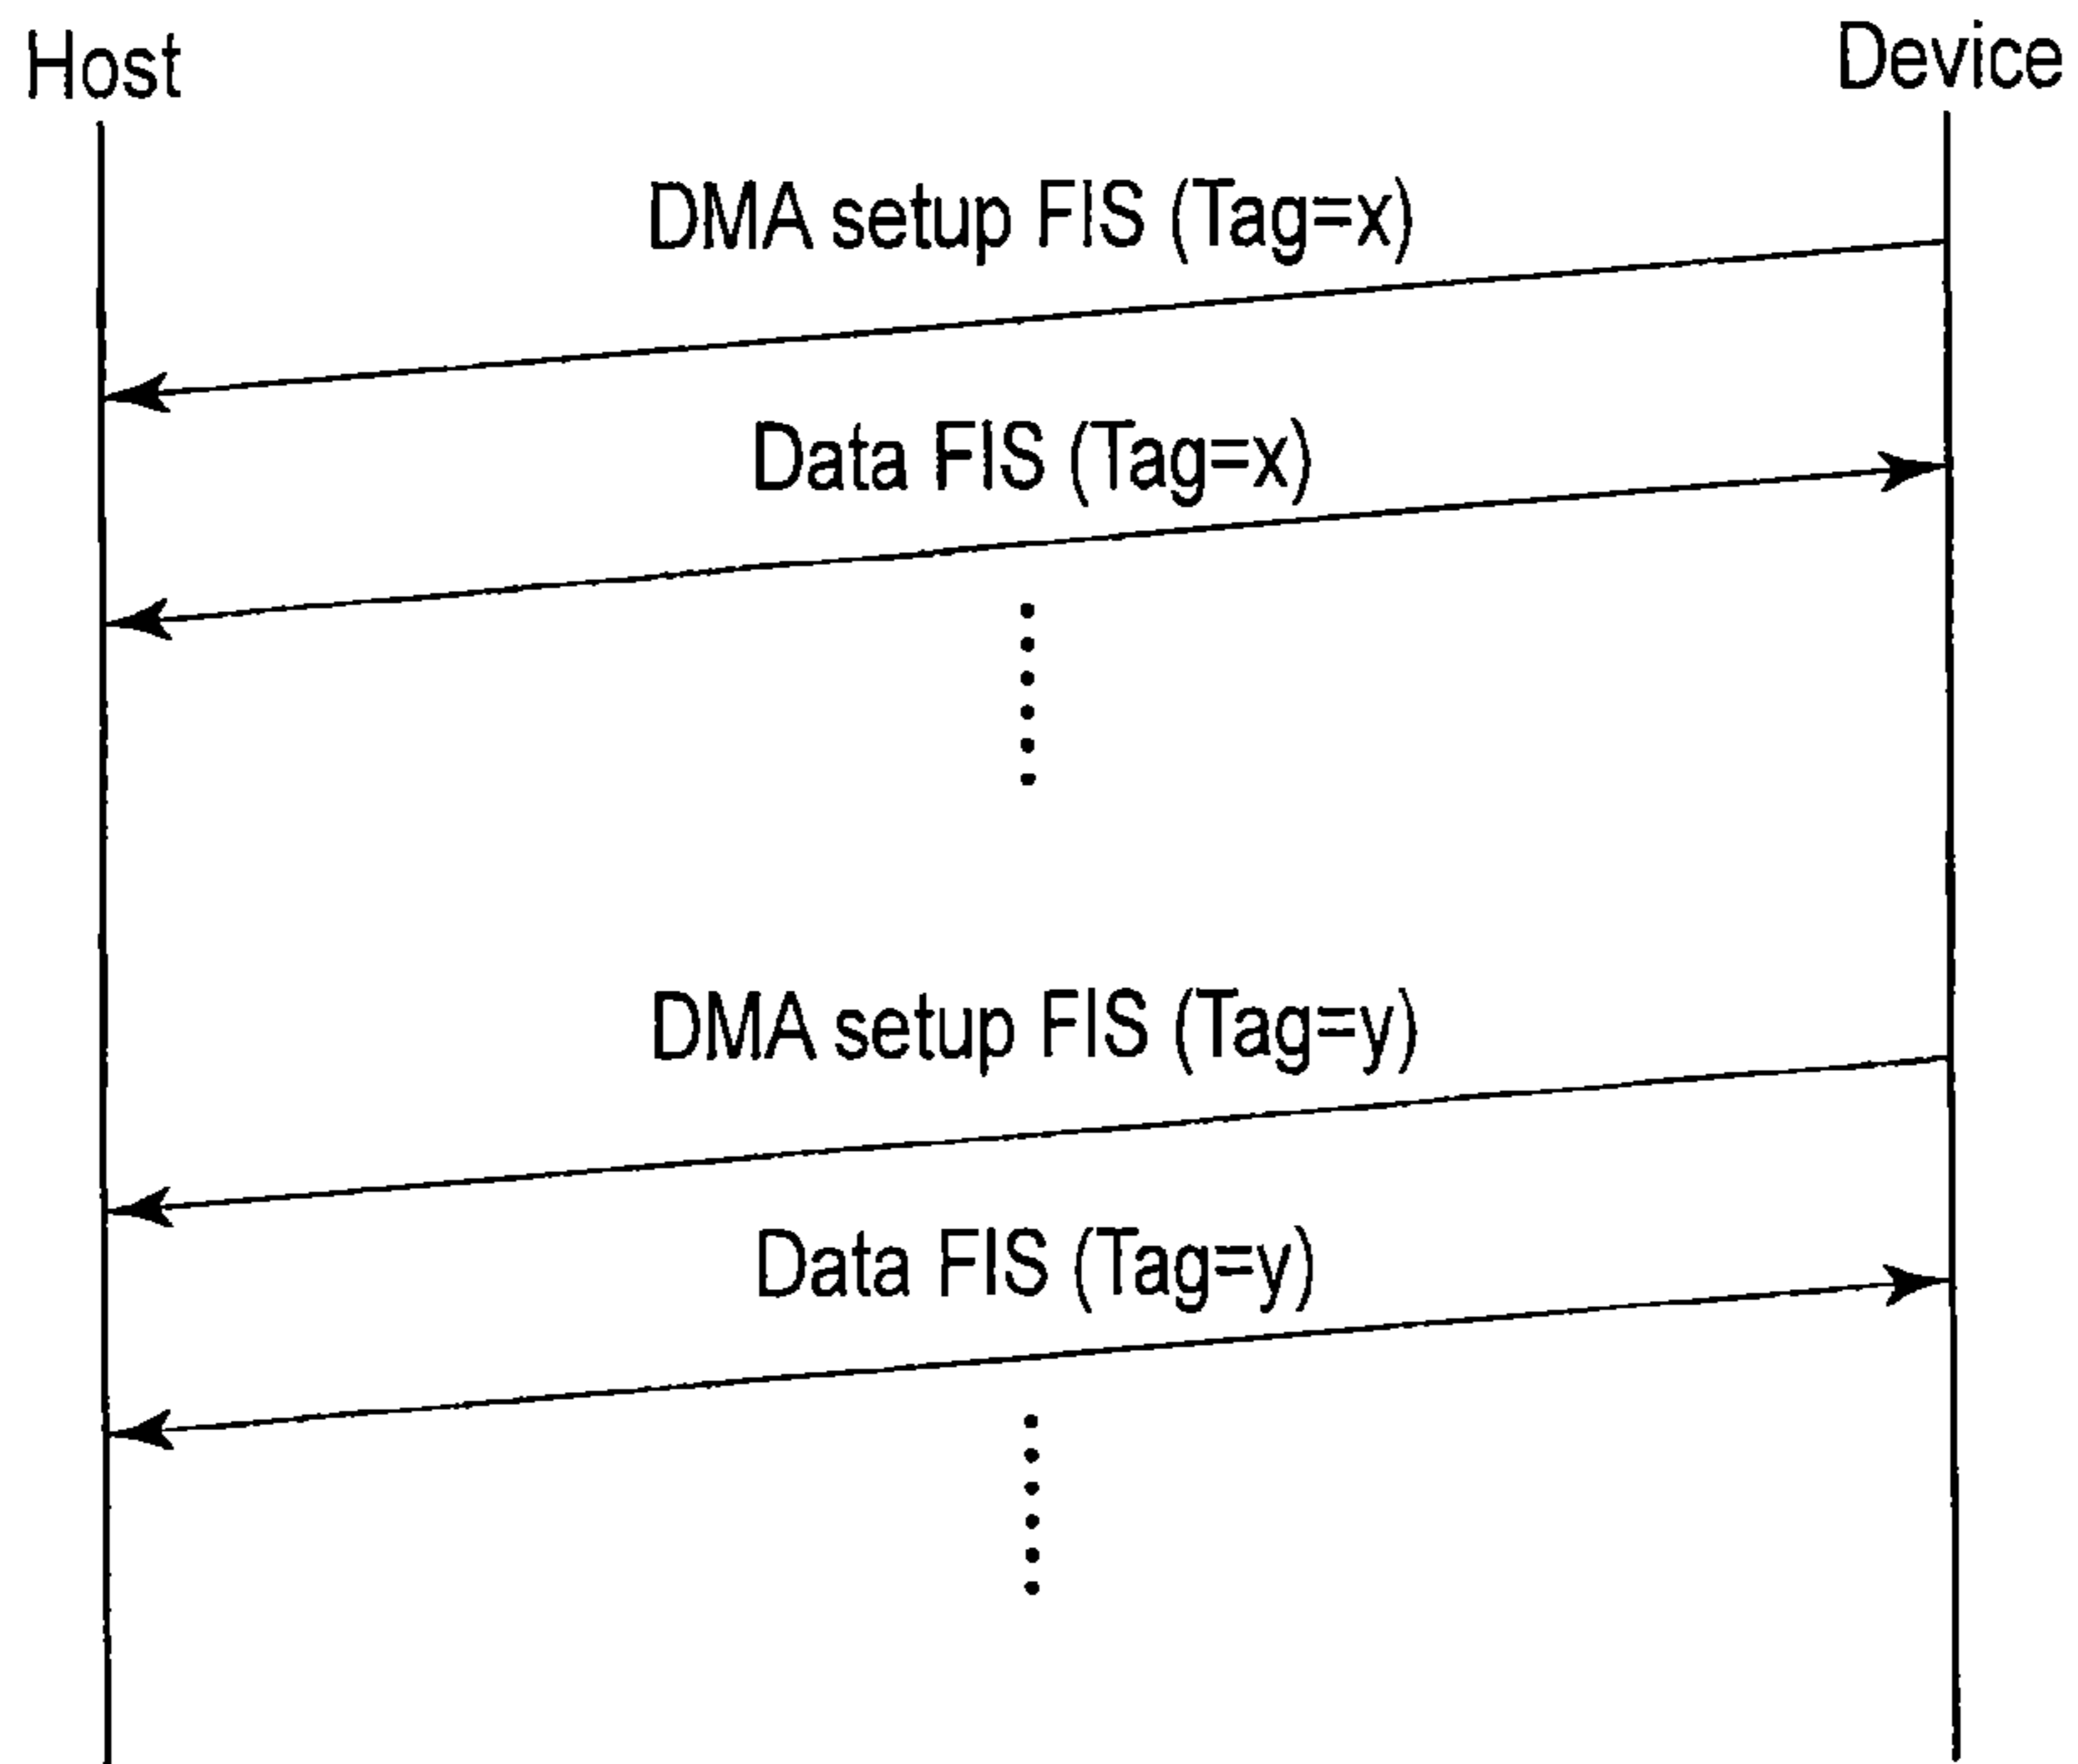 Host Device
DMA setup FIS (Tag=x)
Data FIS (Tag=x)
DMA setup FIS (Tag=y)
Data FIS (Tag=y)